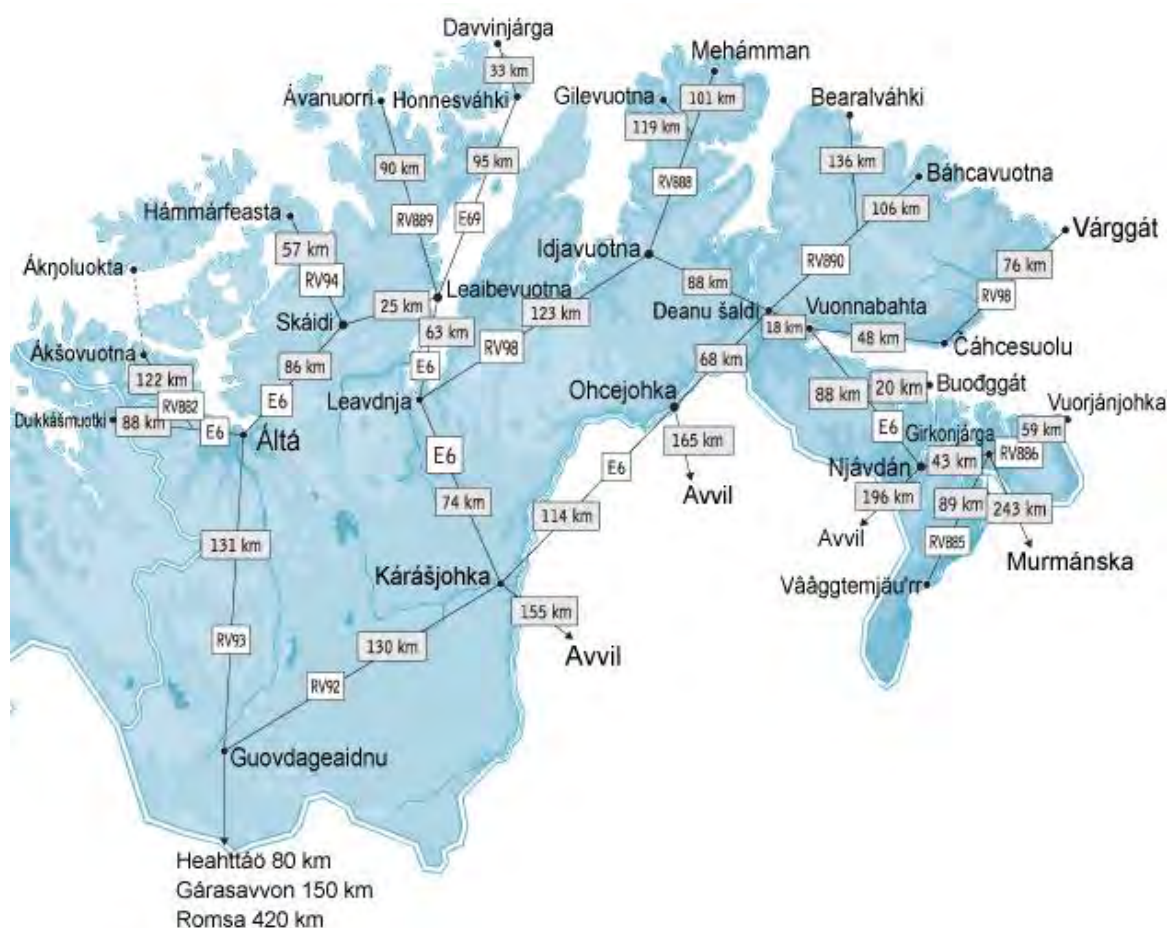 Davvinjárga
33 km
Mehámman
101 km
Ávanuorri
Honnesváhki
Gilevuotna
119 km
Bearalváhki
90 km
95 km
136 km
Báhcavuotna
106 km
RV888
Hámmárfeasta
RV889
E69
Várggát
57 km
Idjavuotna
RV890
76 km
Ákŋoluokta
RV94
88 km
RV98
25 km
Leaibevuotna
123 km
Deanu šaldi
Vuonnabahta
Skáidi
63 km
18 km
48 km
Čáhcesuolu
Ákšovuotna
86 km
E6
RV98
68 km
122 km
Leavdnja
Ohcejohka
88 km
20 km
Buođggát
RV882
E6
Duikkášmuotki
88 km
E6
Áltá
Vuorjánjohka
59 km
E6
165 km
E6
Girkonjárga
RV886
E6
Njávdán
43 km
74 km
Avvil
196 km
89 km
243 km
114 km
Avvil
RV885
131 km
Murmánska
Kárášjohka
Vââggtemjáu'rr
155 km
RV93
130 km
Avvil
RV92
Guovdageaidnu
Heahttáö 80 km
Gárasavvon 150 km
Romsa 420 km